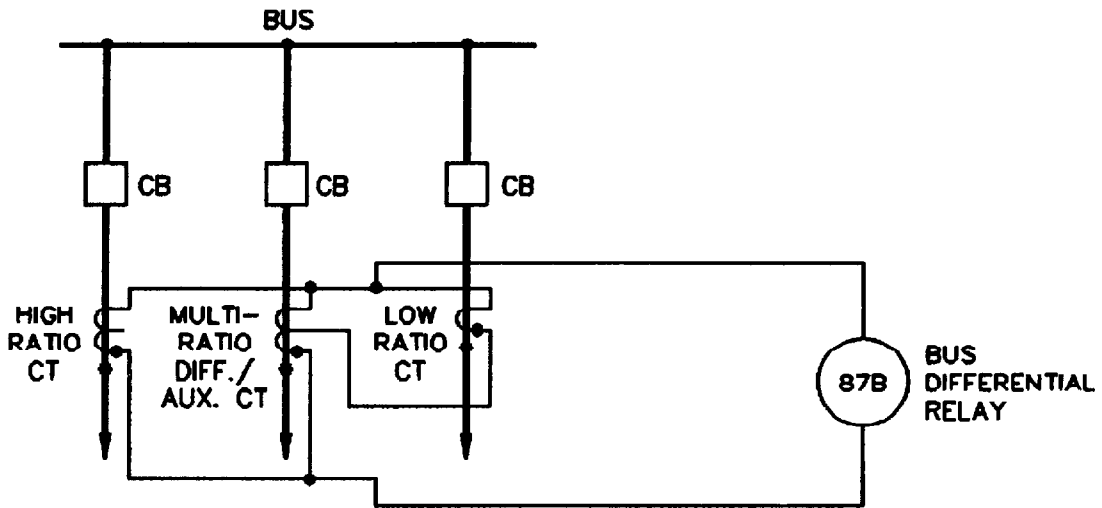 BUS
CB
CB
CB
HIGH
RATIO
CT
MULTI-
RATIO
DIFF./
AUX. CT
LOW
RATIO
CT
87B
BUS
DIFFERENTIAL
RELAY